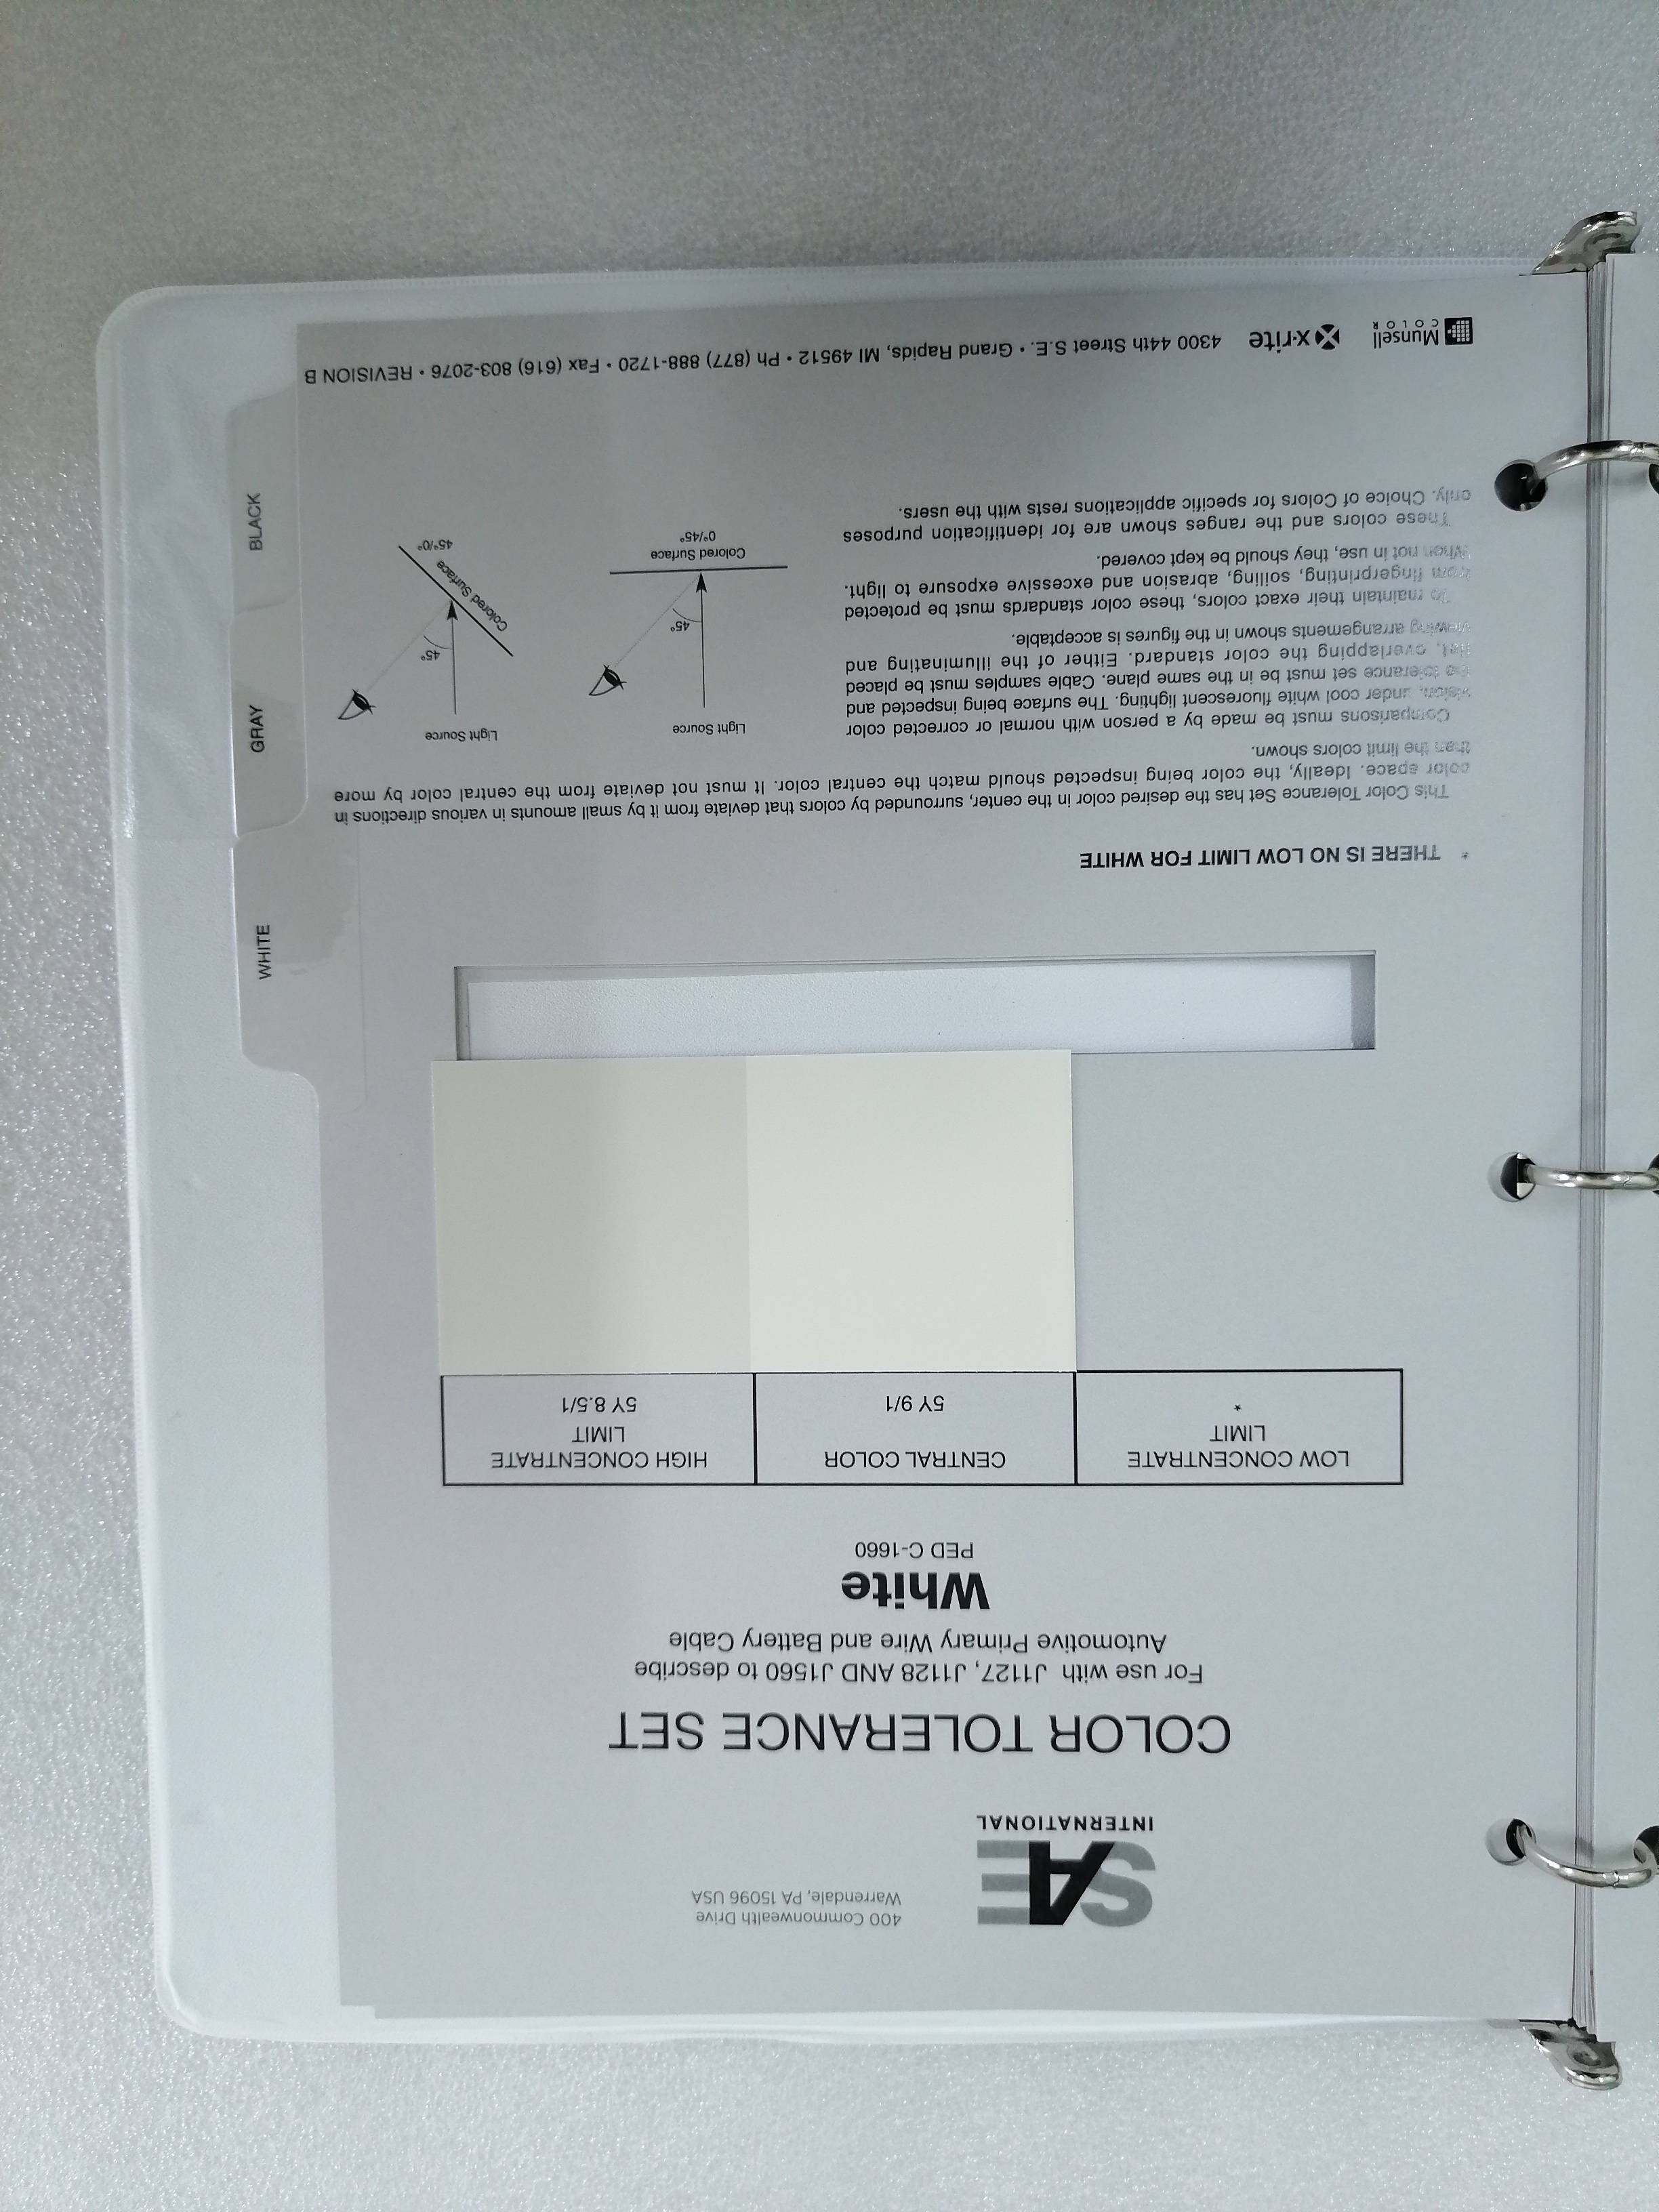 SAE
INTERNATIONAL
400 Commonwealth Drive
Warrendale, PA 15096 USA
COLOR TOLERANCE SET
For use with J1127, J1128 AND J1560 to describe
Automotive Primary Wire and Battery Cable
White
PED C-1660
LOW CONCENTRATE
LIMIT
*
CENTRAL COLOR
5Y 9/1
HIGH CONCENTRATE
LIMIT
5Y 8.5/1
* THERE IS NO LOW LIMIT FOR WHITE
This Color Tolerance Set has the desired color in the center, surrounded by colors that deviate from it by small amounts in various directions in
color space. Ideally, the color being inspected should match the central color. It must not deviate from the central color by more
than the limit colors shown.
Comparisons must be made by a person with normal or corrected color
vision, under cool white fluorescent lighting. The surface being inspected and
the tolerance set must be in the same plane. Cable samples must be placed
flat, overlapping the color standard. Either of the illuminating and
viewing arrangements shown in the figures is acceptable.
To maintain their exact colors, these color standards must be protected
from fingerprinting, soiling, abrasion and excessive exposure to light.
When not in use, they should be kept covered.
These colors and the ranges shown are for identification purposes
only. Choice of Colors for specific applications rests with the users.
Light Source
45°
Colored Surface
0°/45°
Light Source
45°
Colored Surface
45°/0°
Munsell
COLOR
x·rite
4300 44th Street S.E. • Grand Rapids, MI 49512 • Ph (877) 888-1720 • Fax (616) 803-2076 • REVISION B
WHITE
GRAY
BLACK